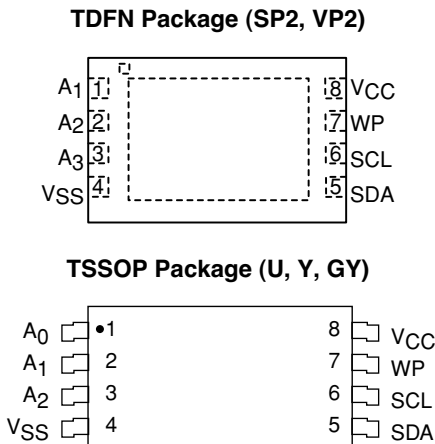 TDFN Package (SP2, VP2)
A1 1 8 VCC
A2 2 7 WP
A3 3 6 SCL
VSS 4 5 SDA
TSSOP Package (U, Y, GY)
A0 1 8 VCC
A1 2 7 WP
A2 3 6 SCL
VSS 4 5 SDA